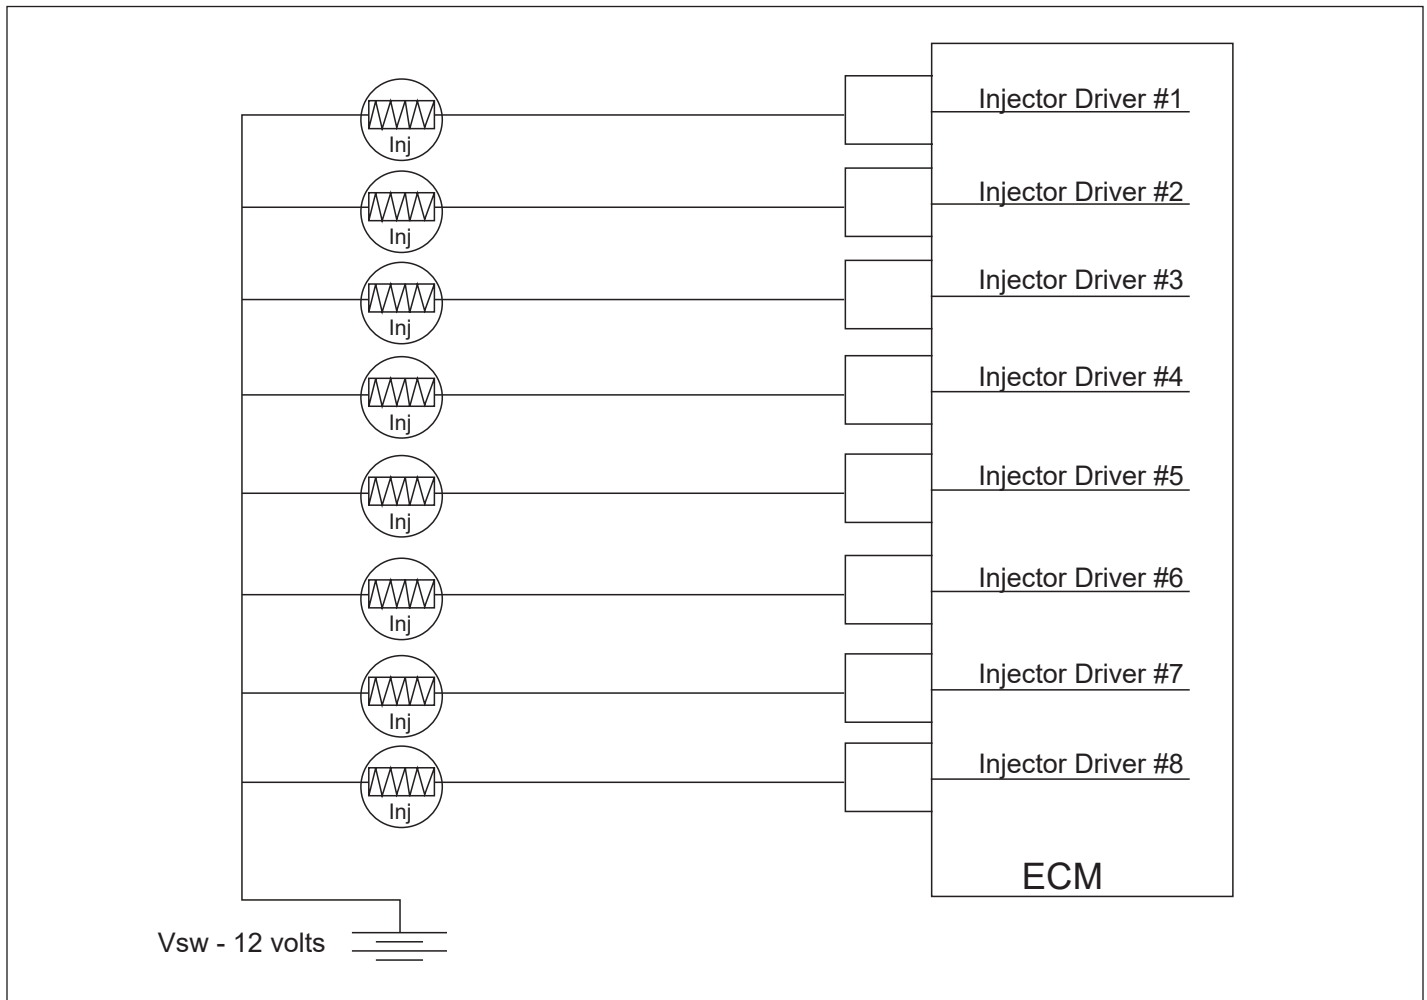 Injector Driver #1
Inj
Injector Driver #2
Inj
Injector Driver #3
Inj
Injector Driver #4
Inj
Injector Driver #5
Inj
Injector Driver #6
Inj
Injector Driver #7
Inj
Injector Driver #8
Inj
ECM
Vsw - 12 volts